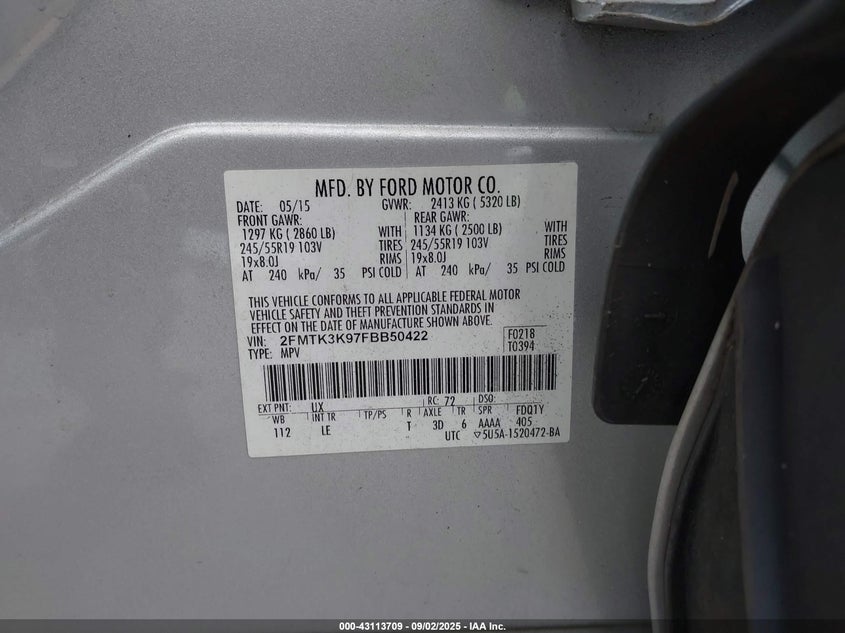 MFD. BY FORD MOTOR CO.
DATE: 05/15 GVWR: 2413 KG ( 5320 LB)
FRONT GAWR: REAR GAWR:
1297 KG ( 2860 LB) WITH 1134 KG ( 2500 LB) WITH
245/55R19 103V TIRES 245/55R19 103V TIRES
19x8.0J RIMS 19x8.0J RIMS
AT 240 kPa/ 35 PSI COLD AT 240 kPa/ 35 PSI COLD
THIS VEHICLE CONFORMS TO ALL APPLICABLE FEDERAL MOTOR
VEHICLE SAFETY AND THEFT PREVENTION STANDARDS IN
EFFECT ON THE DATE OF MANUFACTURE SHOWN ABOVE.
VIN: 2FMTK3K97FBB50422 F0218
TYPE: MPV T0394
EXT PNT: UX RC: 72 DSO:
WB INT TR TP/PS R AXLE TR SPR FDQ1Y
112 LE T 3D 6 AAAA 405
UTC ▽5U5A-1520472-BA
000-43113709 - 09/02/2025 - IAA Inc.